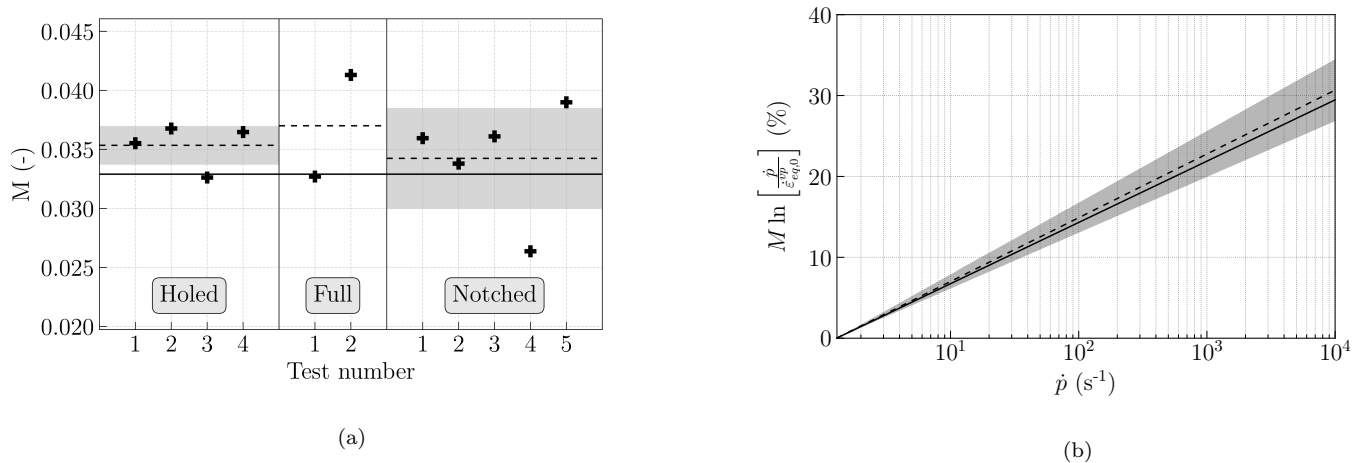 0.045
0.040
0.035
0.030
0.025
0.020
M (-)
Holed
Full
Notched
1 2 3 4 1 2 1 2 3 4 5
Test number
(a)
40
30
20
10
0
M ln [ṗ / ε̇^{vp}_{eq,0}] (%)
10¹ 10² 10³ 10⁴
ṗ (s⁻¹)
(b)